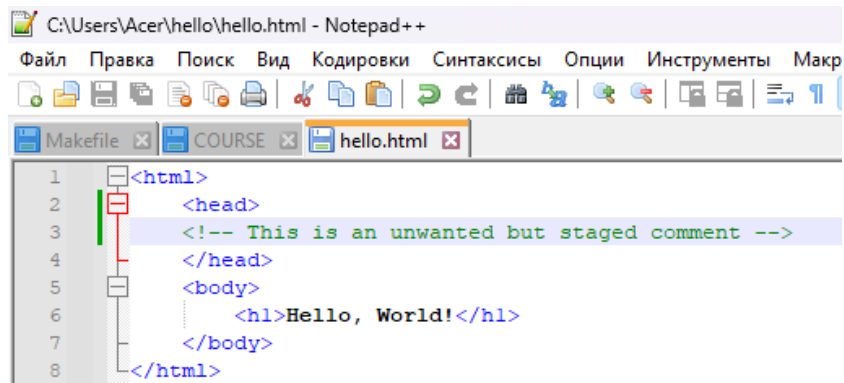 C:\Users\Acer\hello\hello.html - Notepad++
Файл Правка Поиск Вид Кодировки Синтаксисы Опции Инструменты Макр
Makefile COURSE hello.html
1 <html>
2 <head>
3 <!-- This is an unwanted but staged comment -->
4 </head>
5 <body>
6 <h1>Hello, World!</h1>
7 </body>
8 </html>